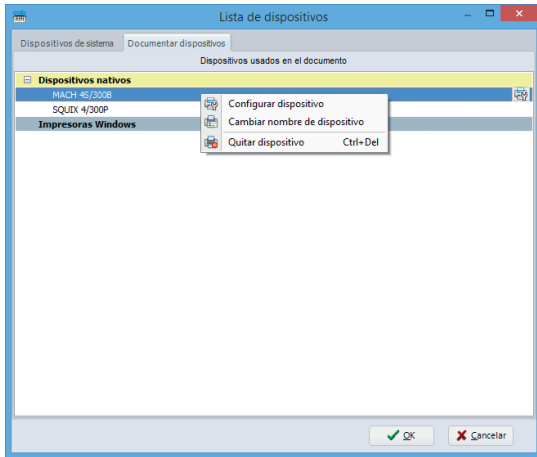 Lista de dispositivos
Dispositivos de sistema
Documentar dispositivos
Dispositivos usados en el documento
Dispositivos nativos
MACH 4S/300B
SQUIX 4/300P
Impresoras Windows
Configurar dispositivo
Cambiar nombre de dispositivo
Quitar dispositivo Ctrl+Del
OK
Cancelar